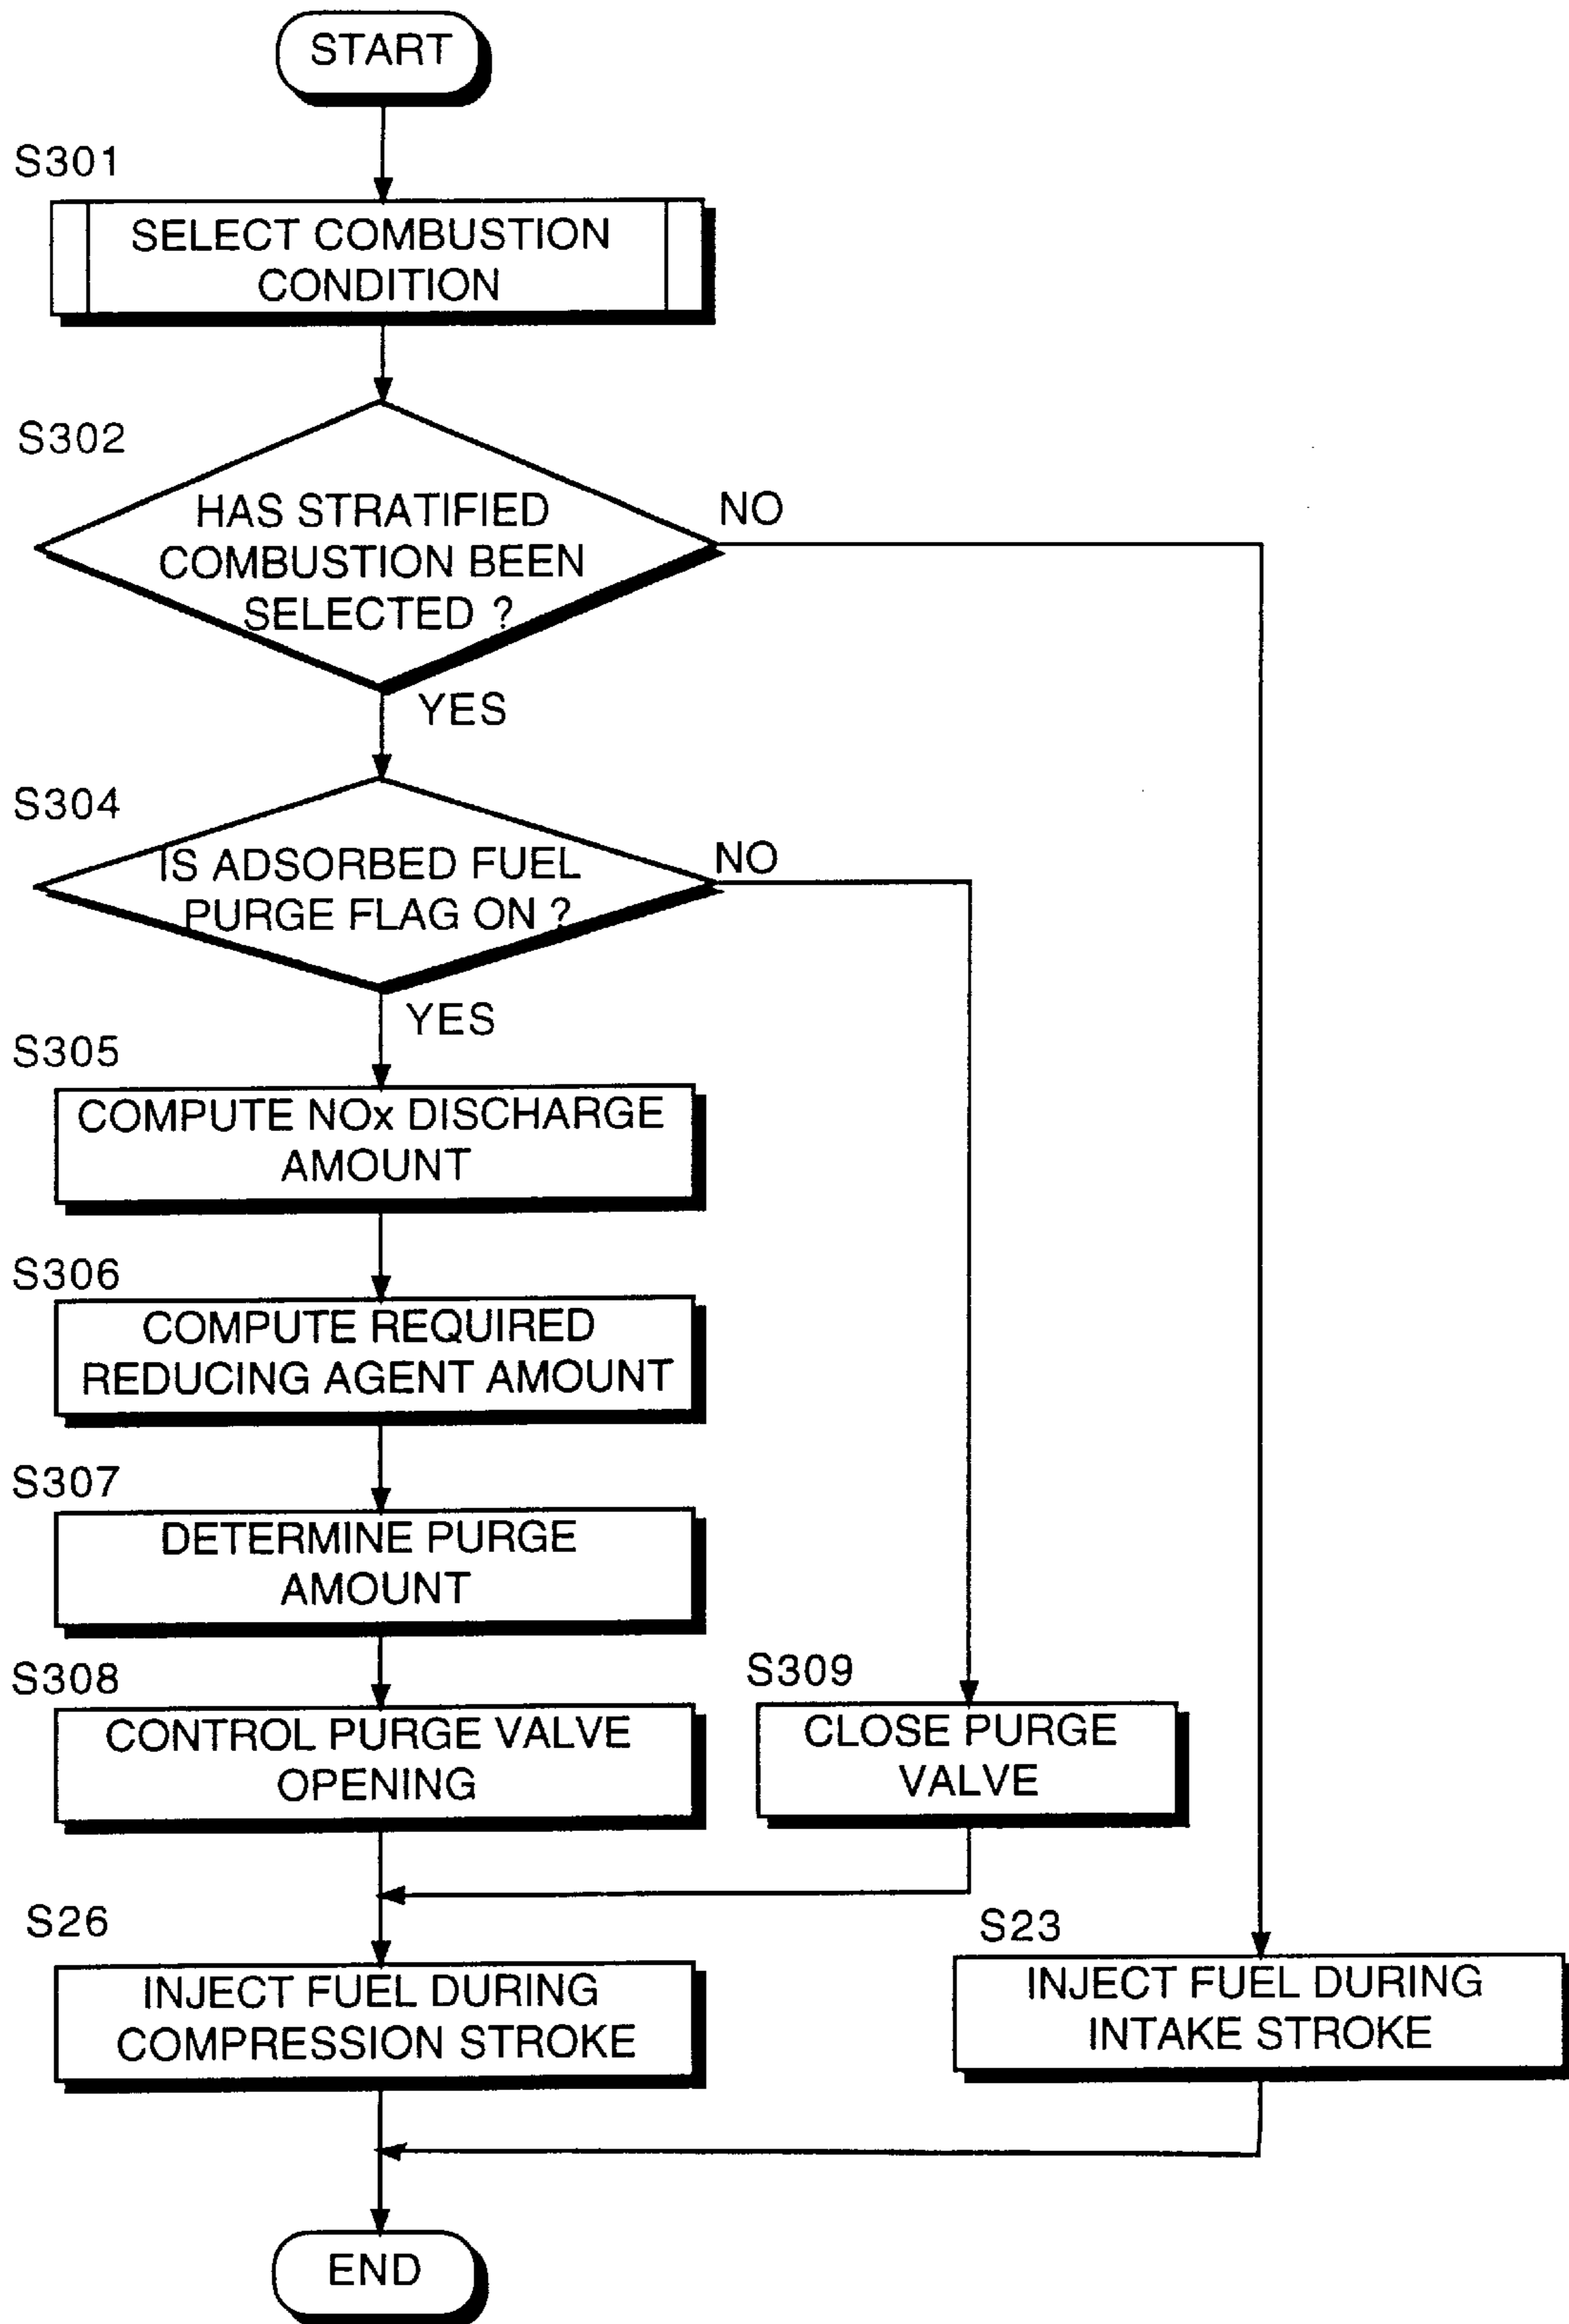 START
S301
SELECT COMBUSTION
CONDITION
S302
HAS STRATIFIED
COMBUSTION BEEN
SELECTED ?
NO
YES
S304
IS ADSORBED FUEL
PURGE FLAG ON ?
NO
YES
S305
COMPUTE NOx DISCHARGE
AMOUNT
S306
COMPUTE REQUIRED
REDUCING AGENT AMOUNT
S307
DETERMINE PURGE
AMOUNT
S308
CONTROL PURGE VALVE
OPENING
S309
CLOSE PURGE
VALVE
S26
INJECT FUEL DURING
COMPRESSION STROKE
S23
INJECT FUEL DURING
INTAKE STROKE
END